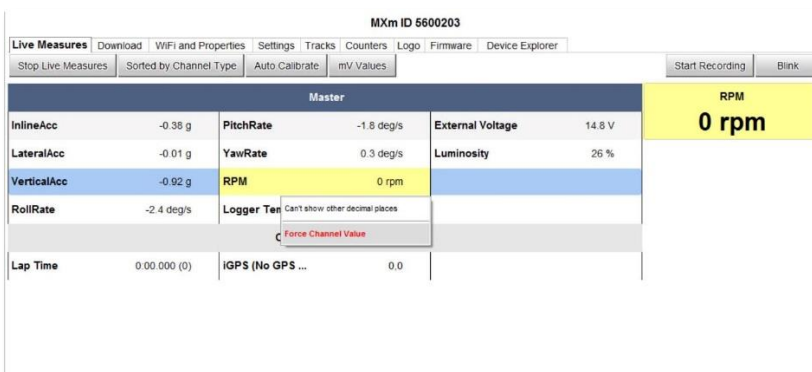 MXm ID 5600203
Live Measures Download WiFi and Properties Settings Tracks Counters Logo Firmware Device Explorer
Stop Live Measures Sorted by Channel Type Auto Calibrate mV Values Start Recording Blink
Master RPM
0 rpm
InlineAcc -0.38 g PitchRate -1.8 deg/s External Voltage 14.8 V
LateralAcc -0.01 g YawRate 0.3 deg/s Luminosity 26 %
VerticalAcc -0.92 g RPM 0 rpm
RollRate -2.4 deg/s Logger Tem
Can't show other decimal places
Force Channel Value
Lap Time 0:00.000 (0) iGPS (No GPS ... 0,0